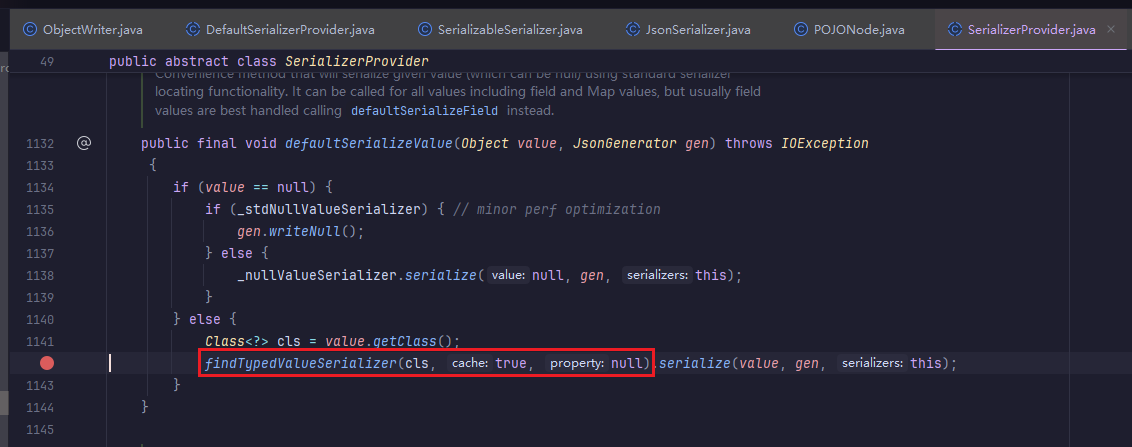 ObjectWriter.java DefaultSerializerProvider.java SerializableSerializer.java JsonSerializer.java POJONode.java SerializerProvider.java
49 public abstract class SerializerProvider
Convenience method that will serialize given value (which can be null) using standard serializer
locating functionality. It can be called for all values including field and Map values, but usually field
values are best handled calling defaultSerializeField instead.
1132 @ public final void defaultSerializeValue(Object value, JsonGenerator gen) throws IOException
1133 {
1134 if (value == null) {
1135 if (_stdNullValueSerializer) { // minor perf optimization
1136 gen.writeNull();
1137 } else {
1138 _nullValueSerializer.serialize( value: null, gen, serializers: this);
1139 }
1140 } else {
1141 Class<?> cls = value.getClass();
findTypedValueSerializer(cls, cache: true, property: null).serialize(value, gen, serializers: this);
1143 }
1144 }
1145